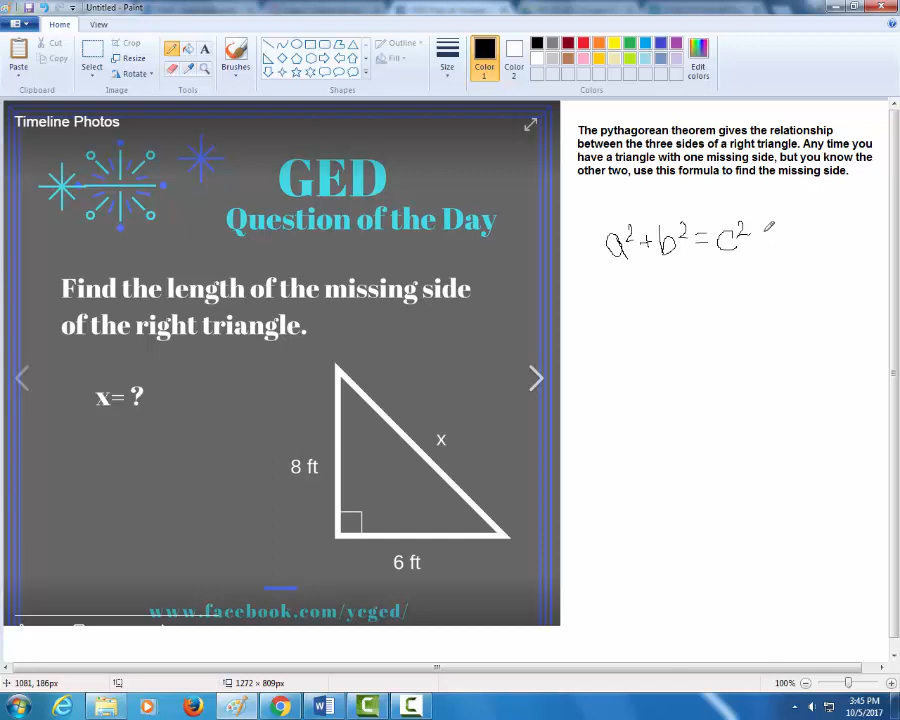 Untitled - Paint
Home
View
Paste
Cut
Copy
Clipboard
Select
Crop
Resize
Rotate
Image
A
Tools
Brushes
Outline
Fill
Shapes
Size
Color 1
Color 2
Edit colors
Colors
Timeline Photos
GED
Question of the Day
Find the length of the missing side
of the right triangle.
x= ?
x
8 ft
6 ft
www.facebook.com/ycged/
The pythagorean theorem gives the relationship
between the three sides of a right triangle. Any time you
have a triangle with one missing side, but you know the
other two, use this formula to find the missing side.
a²+b²=c²
1081, 186px
1272 × 809px
100%
3:45 PM
10/5/2017